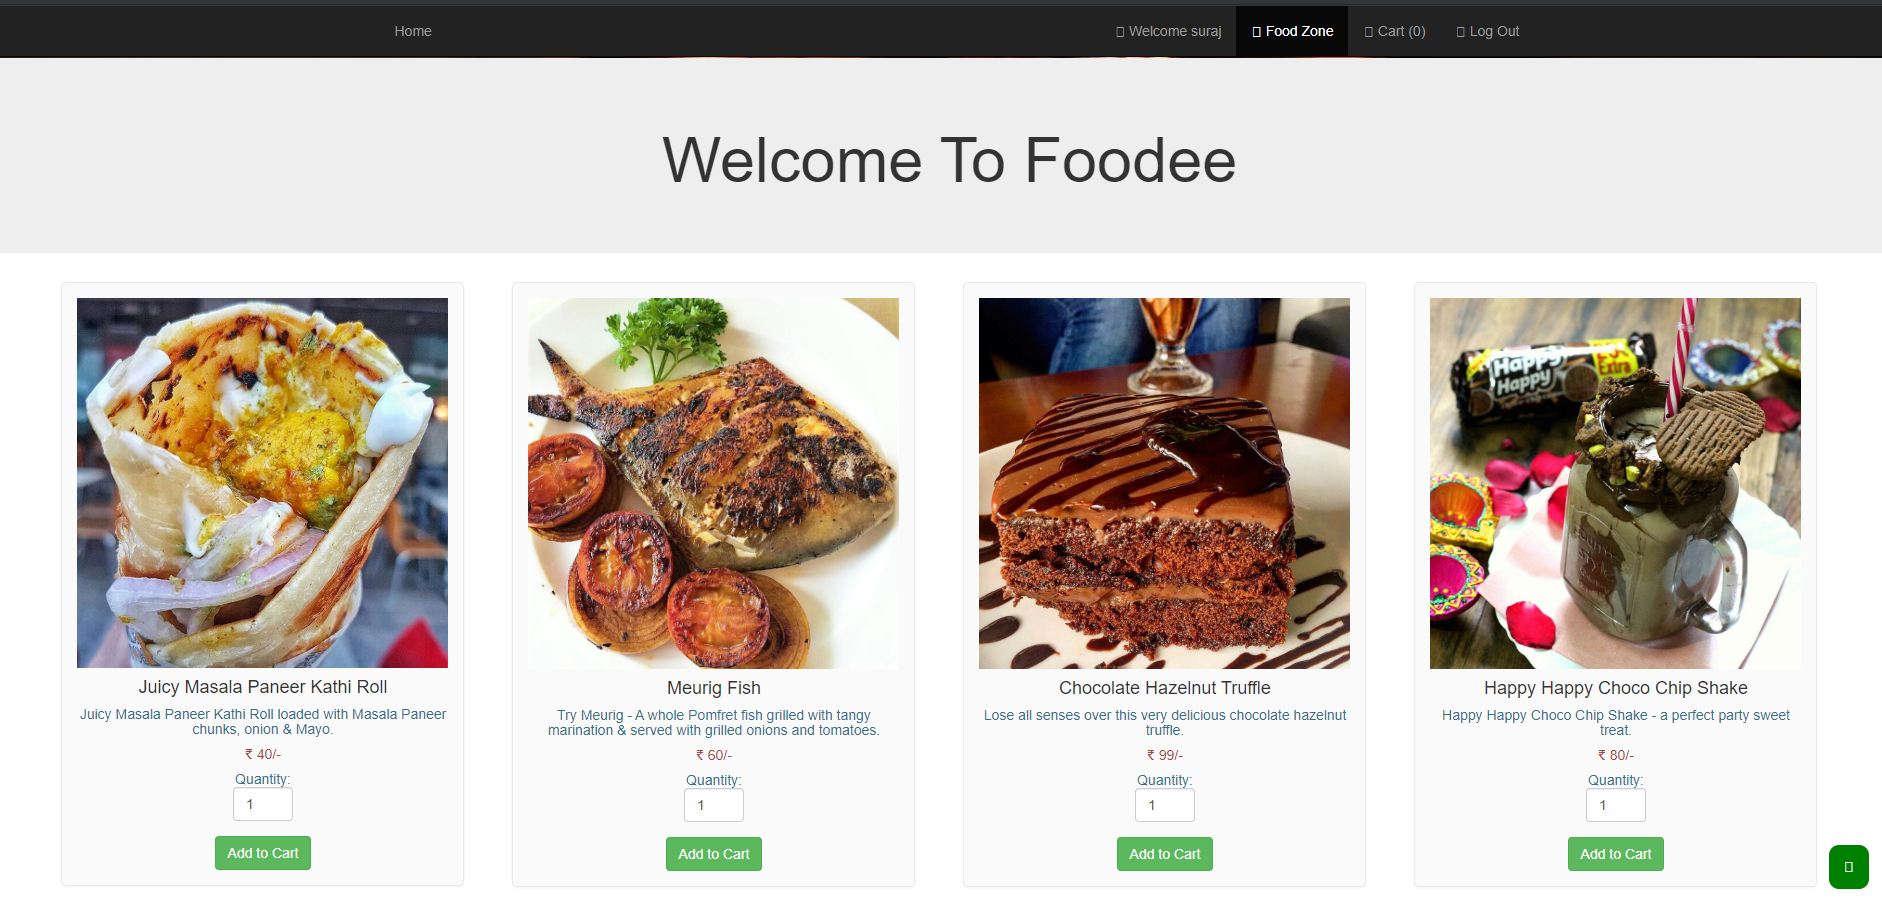 Home
Welcome suraj
Food Zone
Cart (0)
Log Out
Welcome To Foodee
Happy
Happy
Extra
Juicy Masala Paneer Kathi Roll
Juicy Masala Paneer Kathi Roll loaded with Masala Paneer
chunks, onion & Mayo.
₹ 40/-
Quantity:
1
Add to Cart
Meurig Fish
Try Meurig - A whole Pomfret fish grilled with tangy
marination & served with grilled onions and tomatoes.
₹ 60/-
Quantity:
1
Add to Cart
Chocolate Hazelnut Truffle
Lose all senses over this very delicious chocolate hazelnut
truffle.
₹ 99/-
Quantity:
1
Add to Cart
Happy Happy Choco Chip Shake
Happy Happy Choco Chip Shake - a perfect party sweet
treat.
₹ 80/-
Quantity:
1
Add to Cart